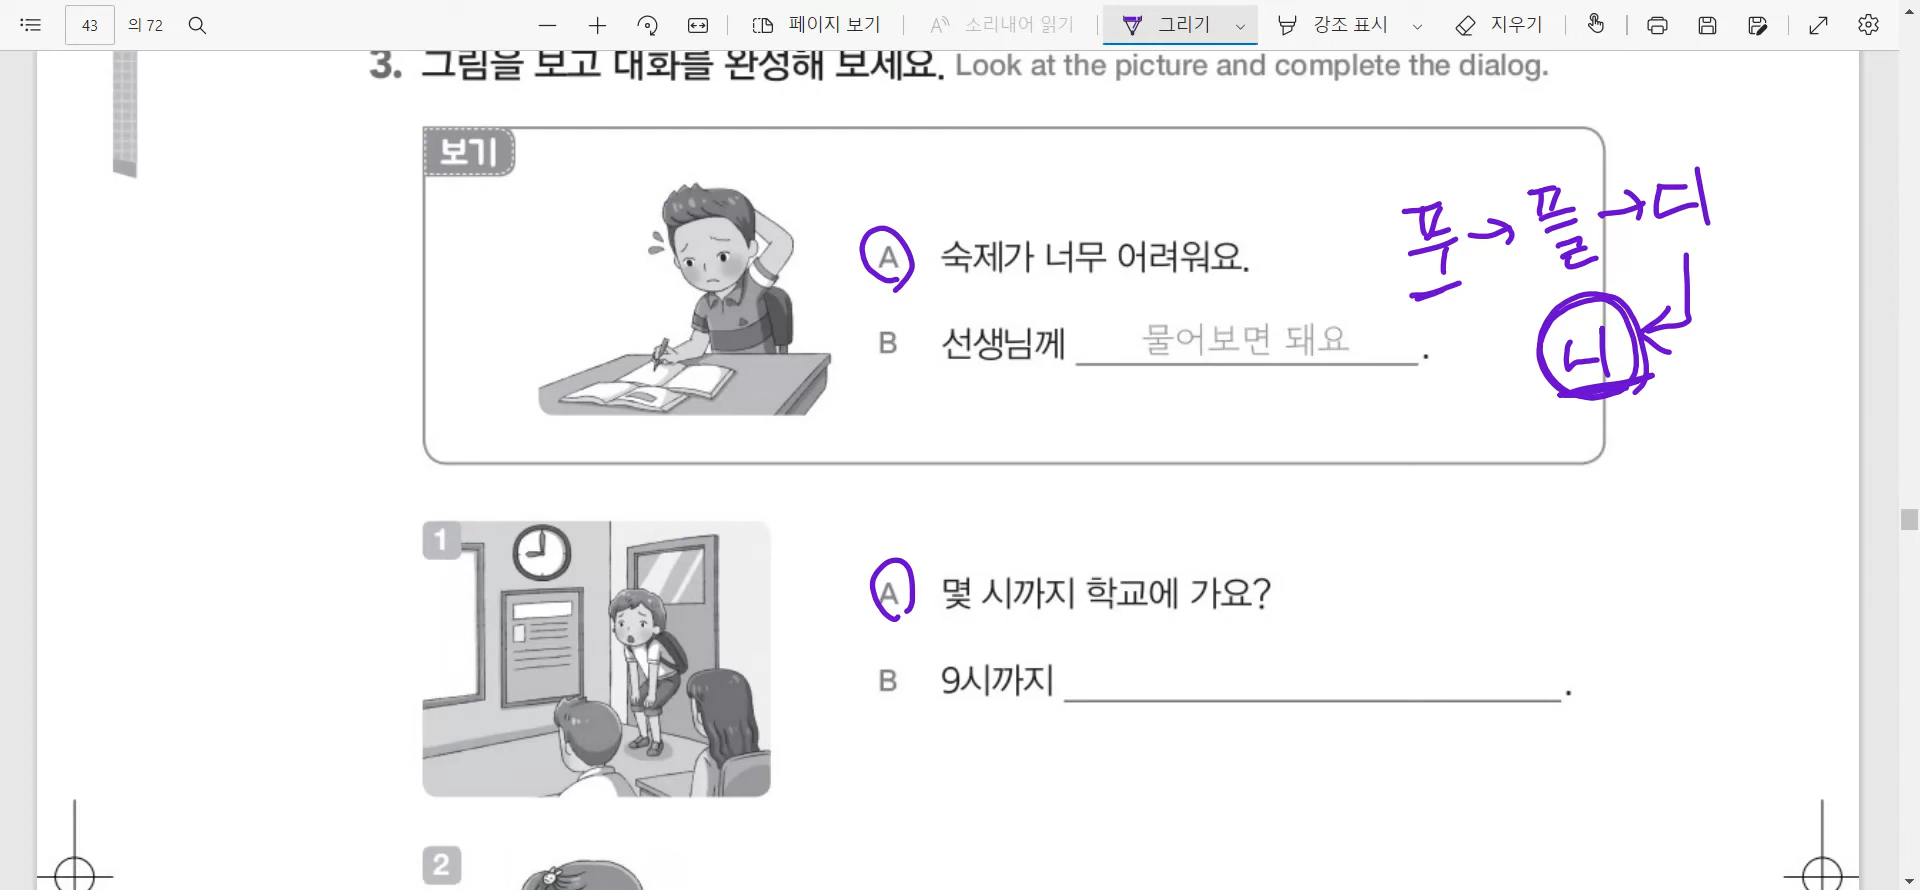 43 의 72 페이지 보기 소리내어 읽기 그리기 강조 표시 지우기
3. 그림을 보고 대화를 완성해 보세요. Look at the picture and complete the dialog.
보기
A 숙제가 너무 어려워요.
B 선생님께 물어보면 돼요.
푸→플→디
니
1
A 몇 시까지 학교에 가요?
B 9시까지 .
2